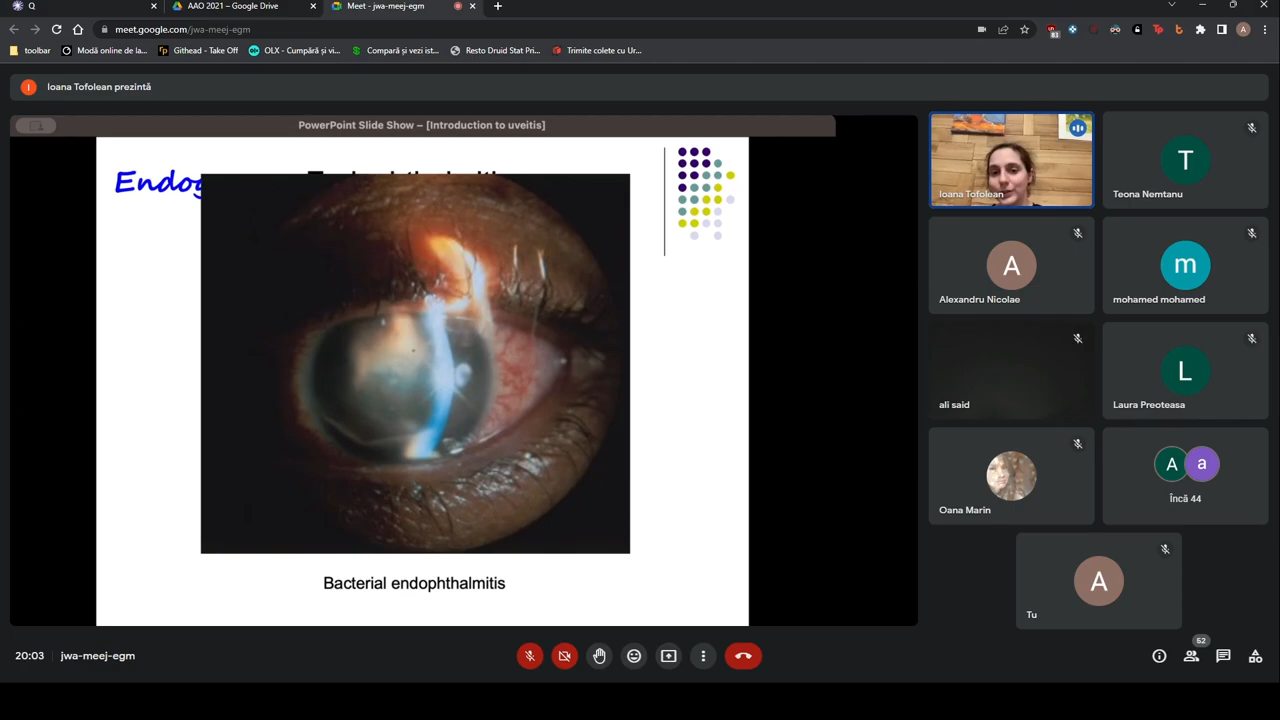 Q
AAO 2021 – Google Drive
Meet - jwa-meej-egm
meet.google.com/jwa-meej-egm
81
A
toolbar
Modă online de la...
Githead - Take Off
OLX - Cumpără și vi...
Compară și vezi ist...
Resto Druid Stat Pri...
Trimite colete cu Ur...
I
Ioana Tofolean prezintă
PowerPoint Slide Show – [Introduction to uveitis]
Bacterial endophthalmitis
Ioana Tofolean
T
Teona Nemtanu
A
Alexandru Nicolae
m
mohamed mohamed
ali said
L
Laura Preoteasa
Oana Marin
A a
Încă 44
A
Tu
20:03 jwa-meej-egm
52